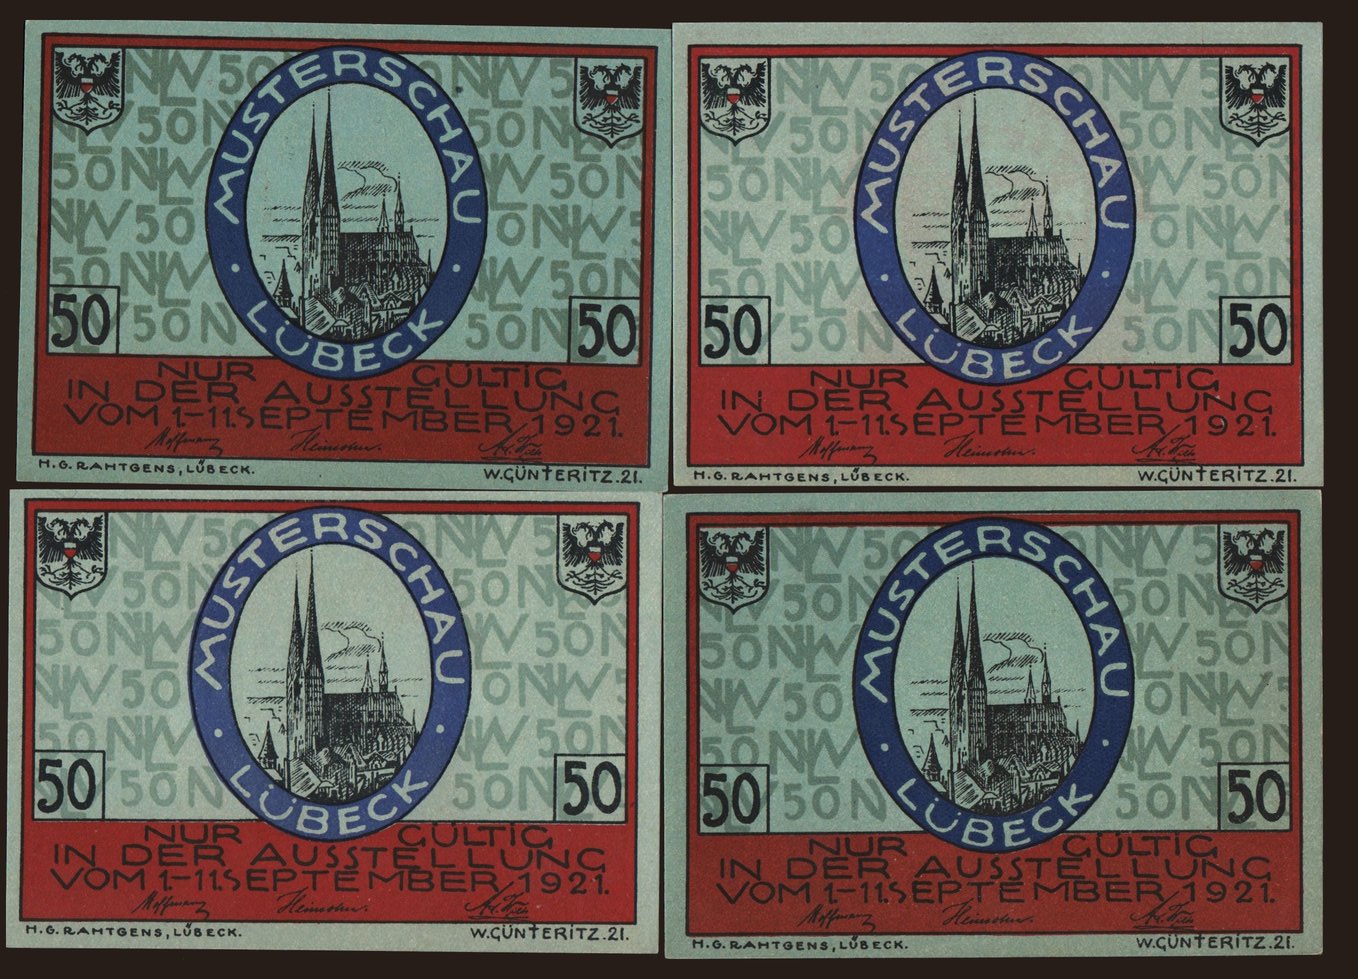 MUSTERSCHAU
LÜBECK
50 50
NUR GÜLTIG
IN DER AUSSTELLUNG
VOM 1.-11. SEPTEMBER 1921.
H.G. RAHTGENS, LÜBECK. W. GÜNTERITZ. 21.
MUSTERSCHAU
LÜBECK
50 50
NUR GÜLTIG
IN DER AUSSTELLUNG
VOM 1.-11. SEPTEMBER 1921.
H.G. RAHTGENS, LÜBECK. W. GÜNTERITZ. 21.
MUSTERSCHAU
LÜBECK
50 50
NUR GÜLTIG
IN DER AUSSTELLUNG
VOM 1.-11. SEPTEMBER 1921.
H.G. RAHTGENS, LÜBECK. W. GÜNTERITZ. 21.
MUSTERSCHAU
LÜBECK
50 50
NUR GÜLTIG
IN DER AUSSTELLUNG
VOM 1.-11. SEPTEMBER 1921.
H.G. RAHTGENS, LÜBECK. W. GÜNTERITZ. 21.